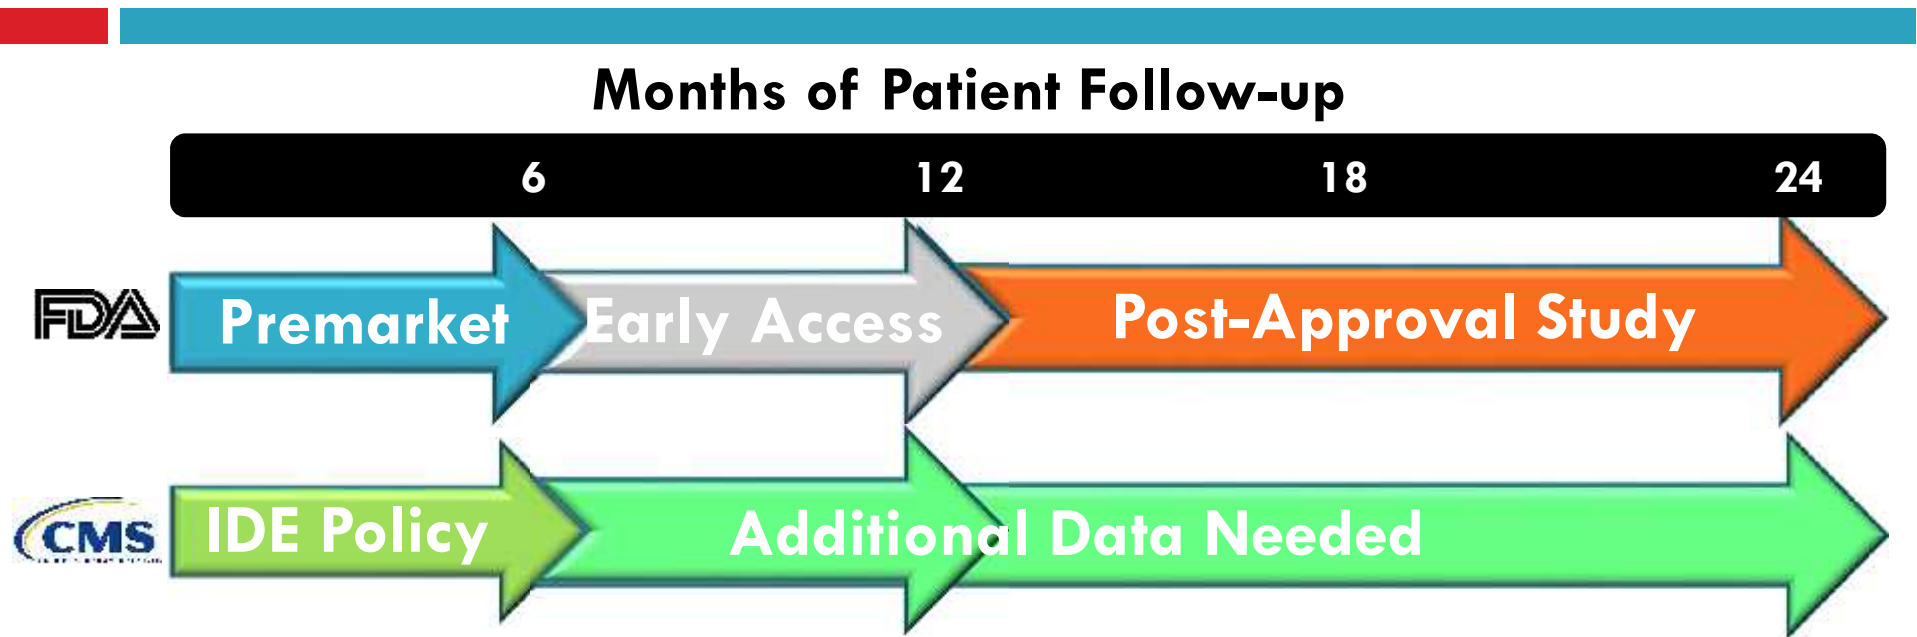 Months of Patient Follow-up
6 12 18 24
FDA Premarket Early Access Post-Approval Study
CMS IDE Policy Additional Data Needed